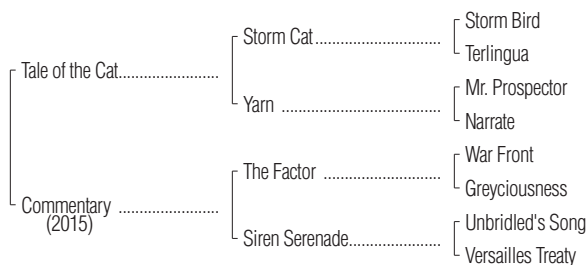 Storm Bird
Storm Cat
Terlingua
Tale of the Cat
Mr. Prospector
Yarn
Narrate
War Front
The Factor
Greyciousness
Commentary
(2015)
Unbridled's Song
Siren Serenade
Versailles Treaty